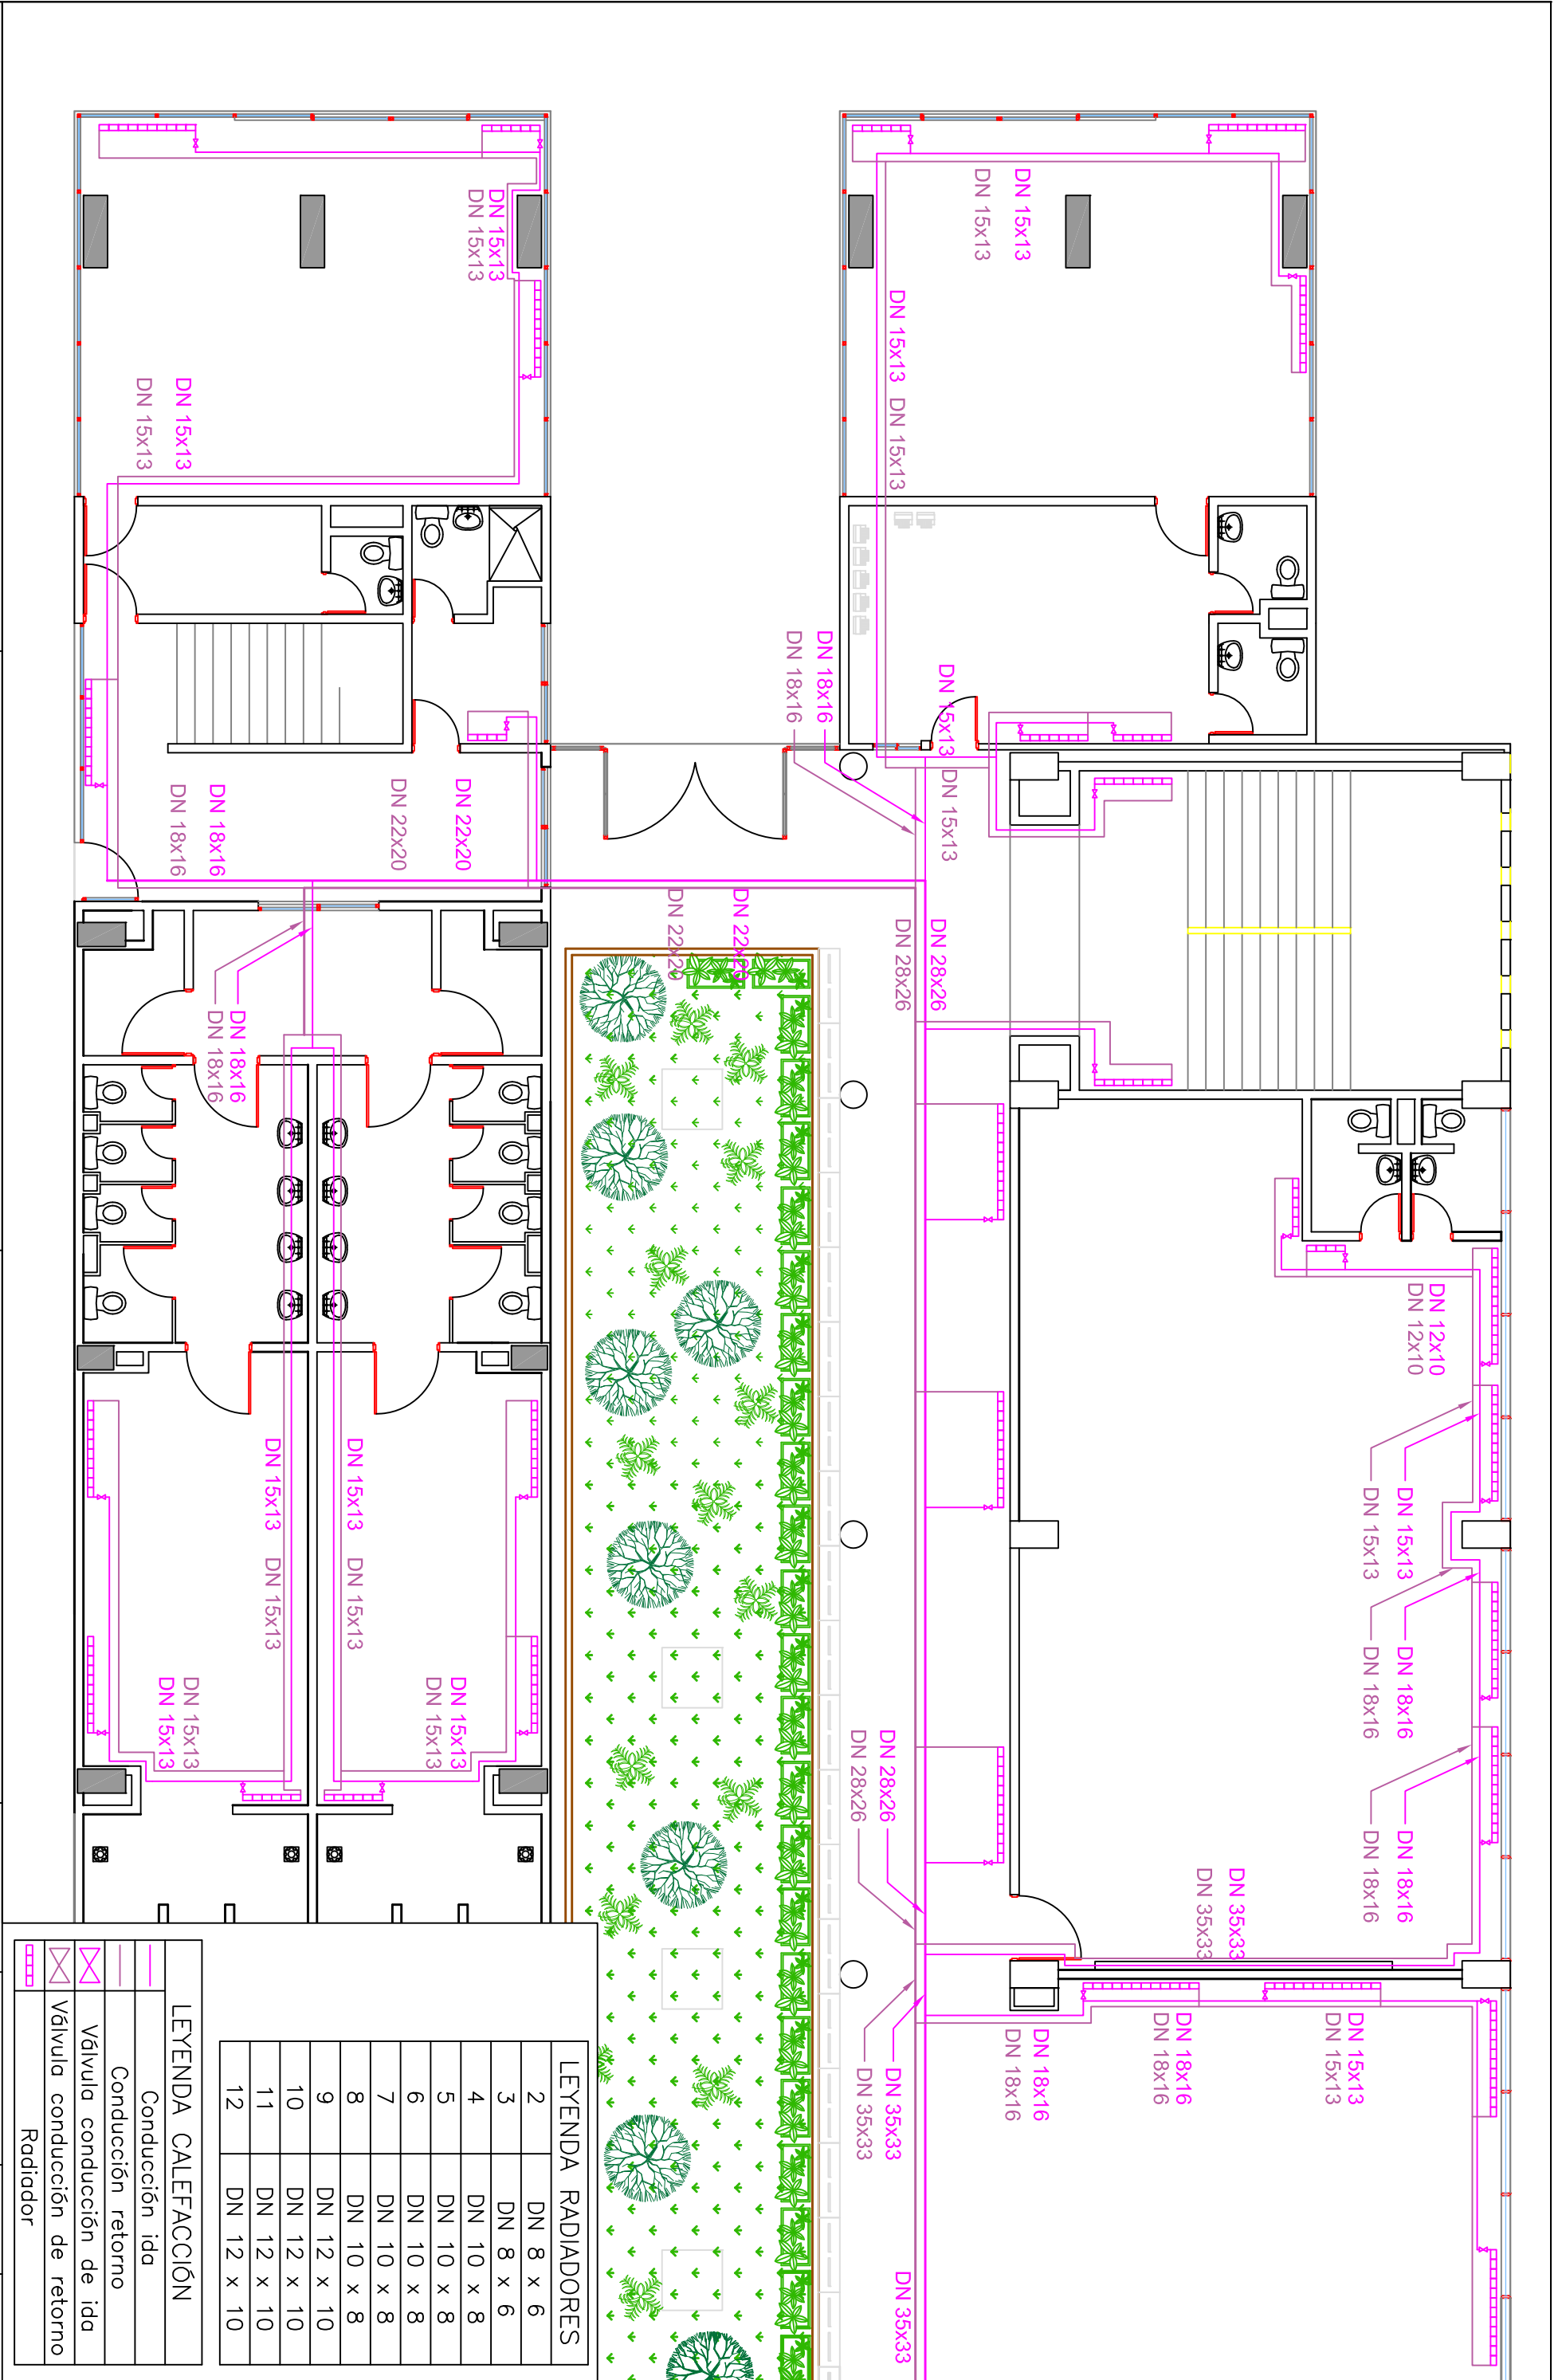 DN 15x13
DN 15x13
DN 15x13
DN 15x13
DN 15x13
DN 15x13
DN 15x13 DN 15x13
DN 15x13
DN 15x13
DN 18x16
DN 18x16
DN 15x13 DN 15x13
DN 22x20
DN 22x20
DN 18x16
DN 18x16
DN 22x20
DN 22x20
DN 28x26
DN 28x26
DN 18x16
DN 18x16
DN 12x10
DN 12x10
DN 15x13
DN 15x13
DN 15x13 DN 15x13
DN 15x13 DN 15x13
DN 18x16
DN 18x16
DN 15x13
DN 15x13
DN 15x13
DN 15x13
DN 28x26
DN 28x26
DN 18x16
DN 18x16
DN 35x33
DN 35x33
DN 15x13
DN 15x13
DN 18x16
DN 18x16
DN 18x16
DN 18x16
DN 35x33
DN 35x33
DN 35x33
LEYENDA RADIADORES
2 DN 8 x 6
3 DN 8 x 6
4 DN 10 x 8
5 DN 10 x 8
6 DN 10 x 8
7 DN 10 x 8
8 DN 10 x 8
9 DN 12 x 10
10 DN 12 x 10
11 DN 12 x 10
12 DN 12 x 10
LEYENDA CALEFACCIÓN
Conducción ida
Conducción retorno
Válvula conducción de ida
Válvula conducción de retorno
Radiador